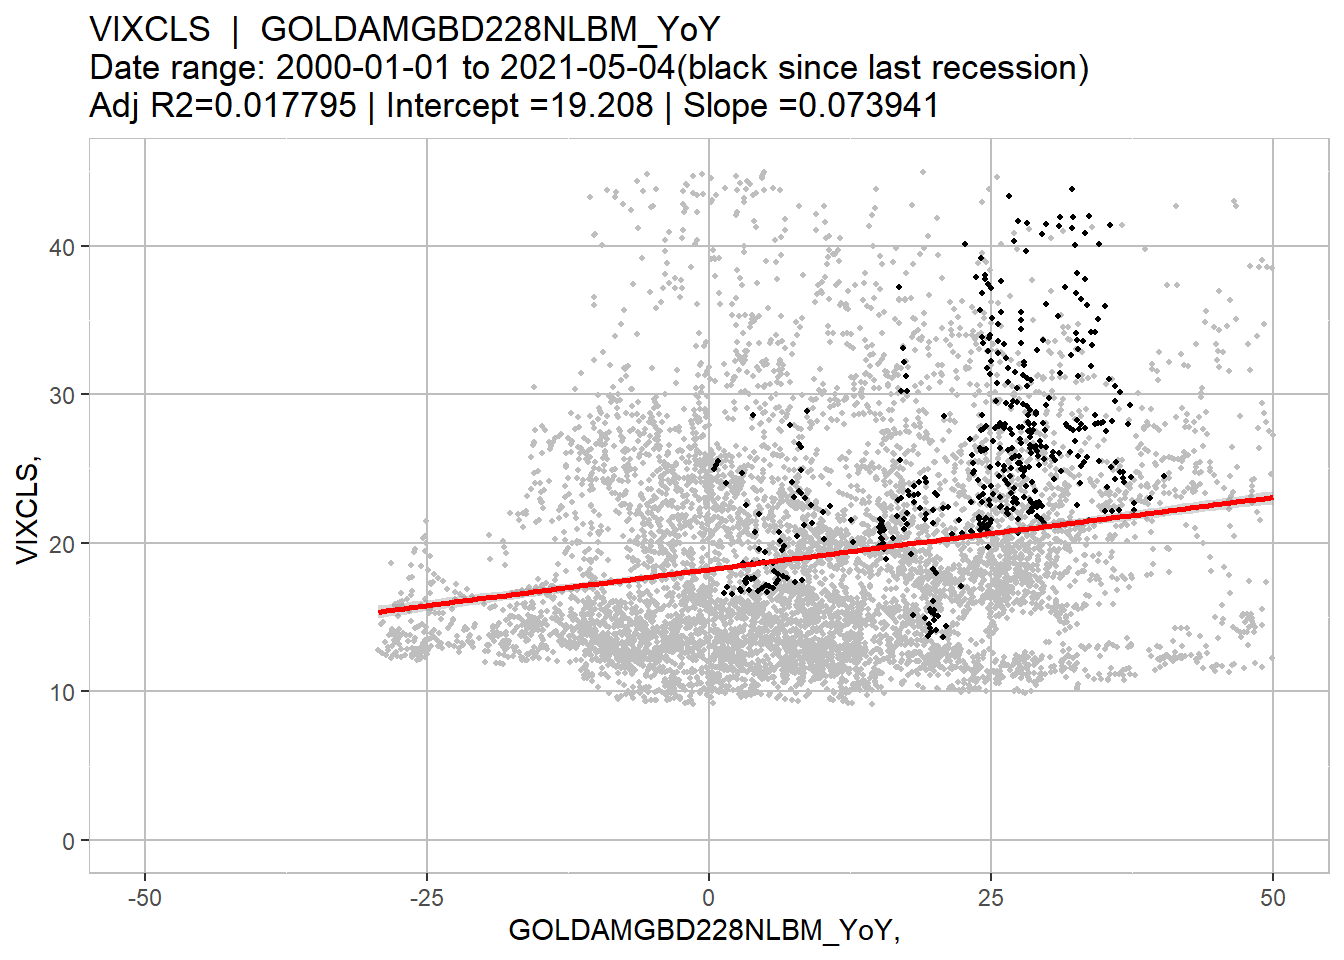 VIXCLS | GOLDAMGBD228NLBM_YoY
Date range: 2000-01-01 to 2021-05-04(black since last recession)
Adj R2=0.017795 | Intercept =19.208 | Slope =0.073941
40
30
20
10
0
VIXCLS,
-50 -25 0 25 50
GOLDAMGBD228NLBM_YoY,